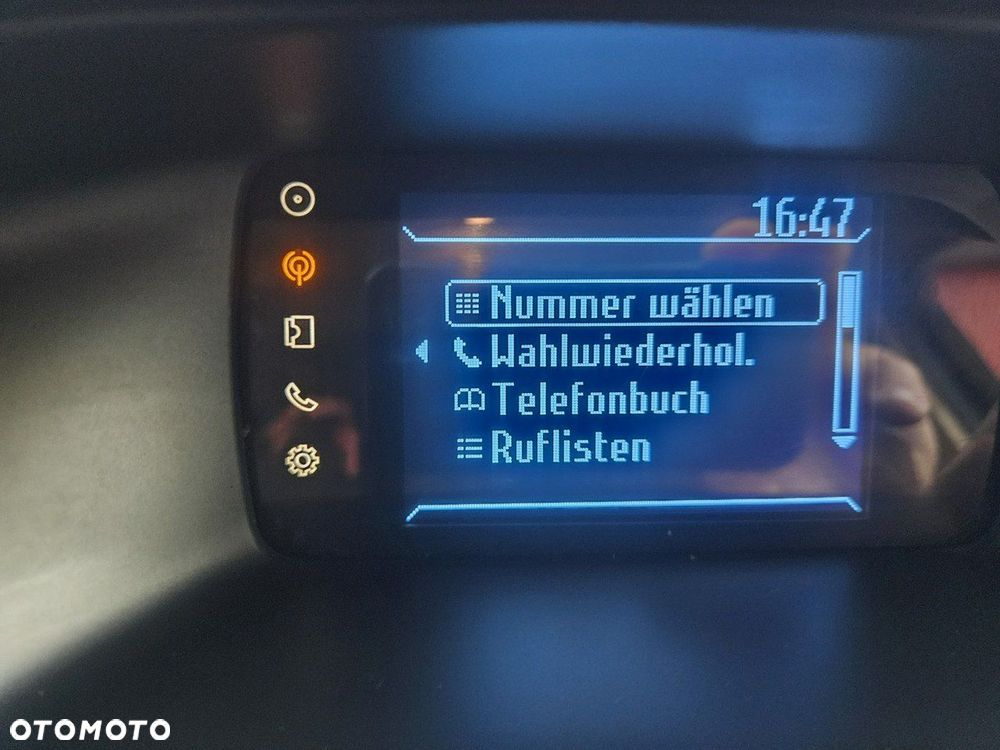 16:47
Nummer wählen
Wahlwiederhol.
Telefonbuch
Ruflisten
OTOMOTO